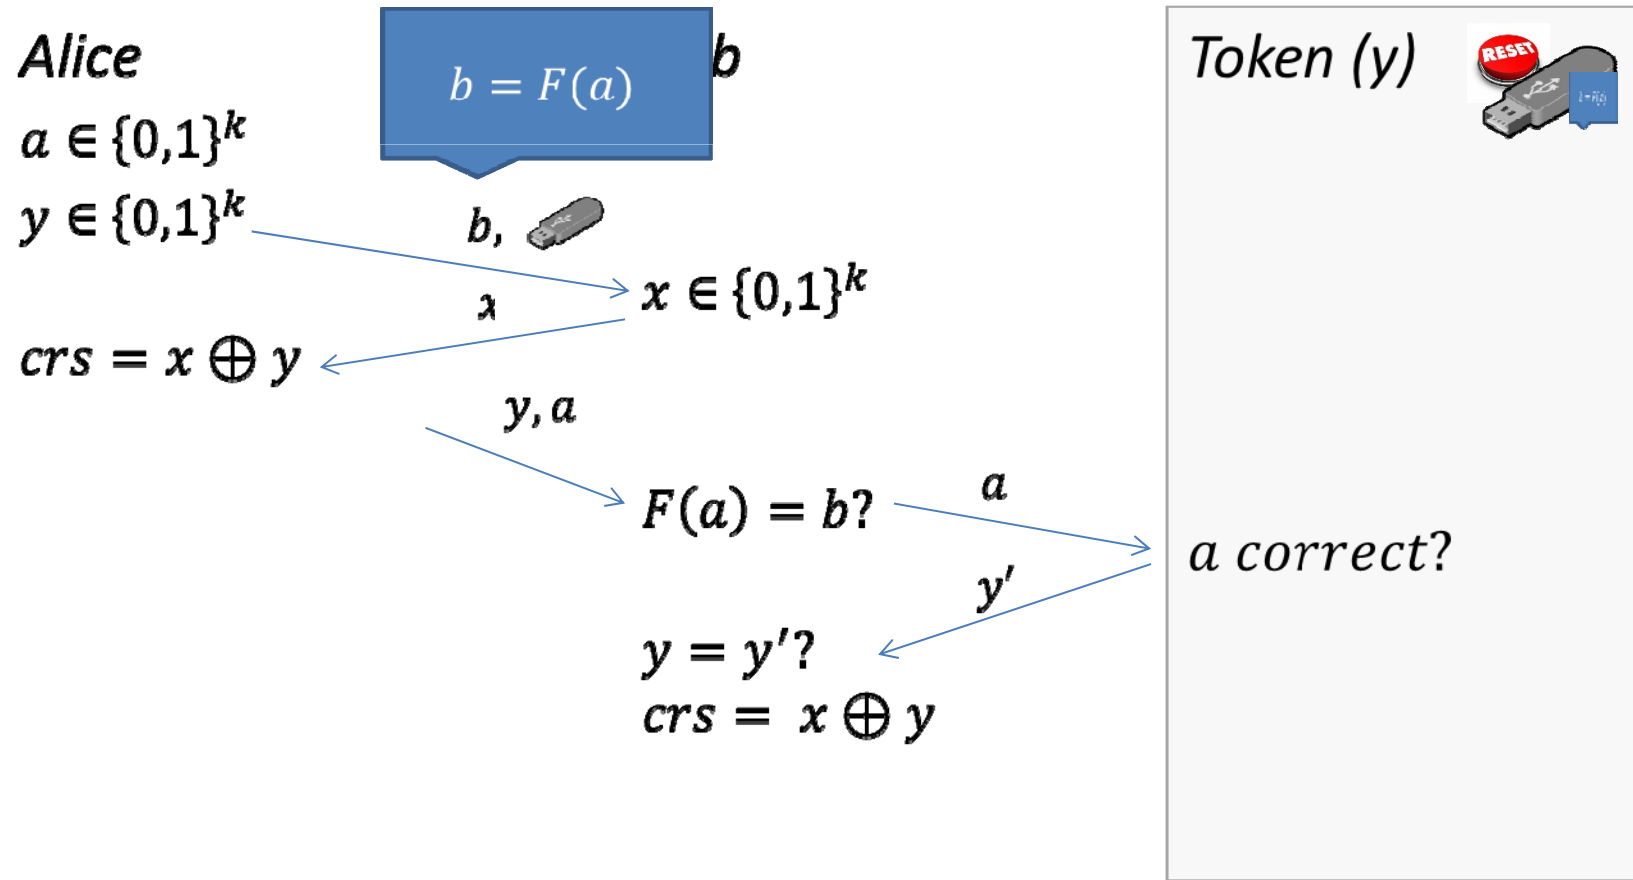 Alice
b = F(a)
b
Token (y)
RESET
a ∈ {0,1}^k
y ∈ {0,1}^k
b,
x ∈ {0,1}^k
x
crs = x ⊕ y
y, a
F(a) = b?
a
a correct?
y′
y = y′?
crs = x ⊕ y